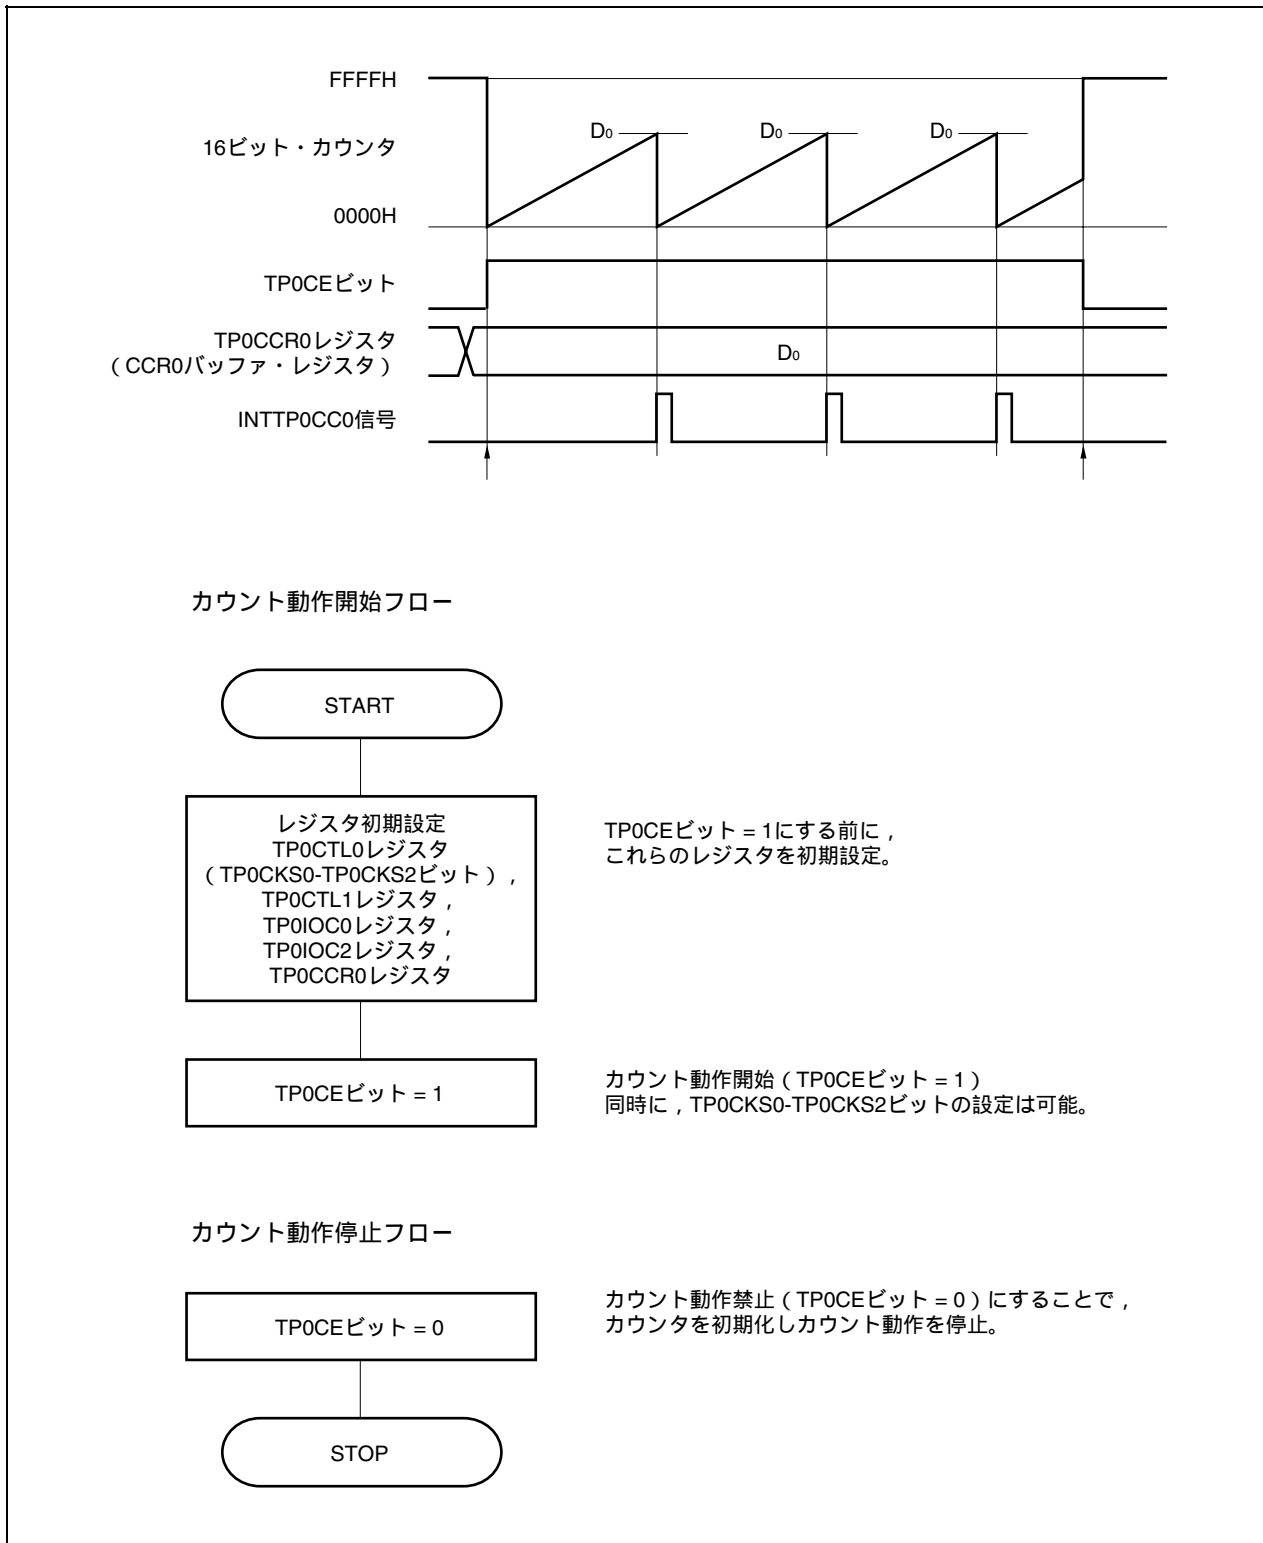 FFFFH
D0 D0 D0
16ビット・カウンタ
0000H
TP0CEビット
TP0CCR0レジスタ
（CCR0バッファ・レジスタ）
D0
INTTP0CC0信号
カウント動作開始フロー
START
レジスタ初期設定
TP0CTL0レジスタ
（TP0CKS0-TP0CKS2ビット），
TP0CTL1レジスタ，
TP0IOC0レジスタ，
TP0IOC2レジスタ，
TP0CCR0レジスタ
TP0CEビット = 1にする前に，
これらのレジスタを初期設定。
TP0CEビット = 1
カウント動作開始（TP0CEビット = 1）
同時に，TP0CKS0-TP0CKS2ビットの設定は可能。
カウント動作停止フロー
TP0CEビット = 0
カウント動作禁止（TP0CEビット = 0）にすることで，
カウンタを初期化しカウント動作を停止。
STOP